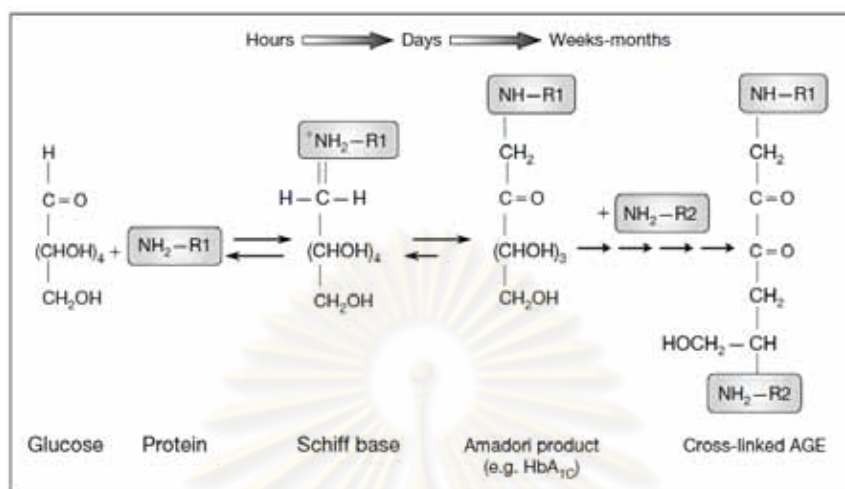 Hours Days Weeks-months
NH–R1 NH–R1
⁺NH₂–R1
H CH₂ CH₂
C=O H–C–H C=O + NH₂–R2 C=O
(CHOH)₄ + NH₂–R1 (CHOH)₄ (CHOH)₃ C=O
CH₂OH CH₂OH CH₂OH CH₂
HOCH₂–CH
NH₂–R2
Glucose Protein Schiff base Amadori product Cross-linked AGE
(e.g. HbA₁C)